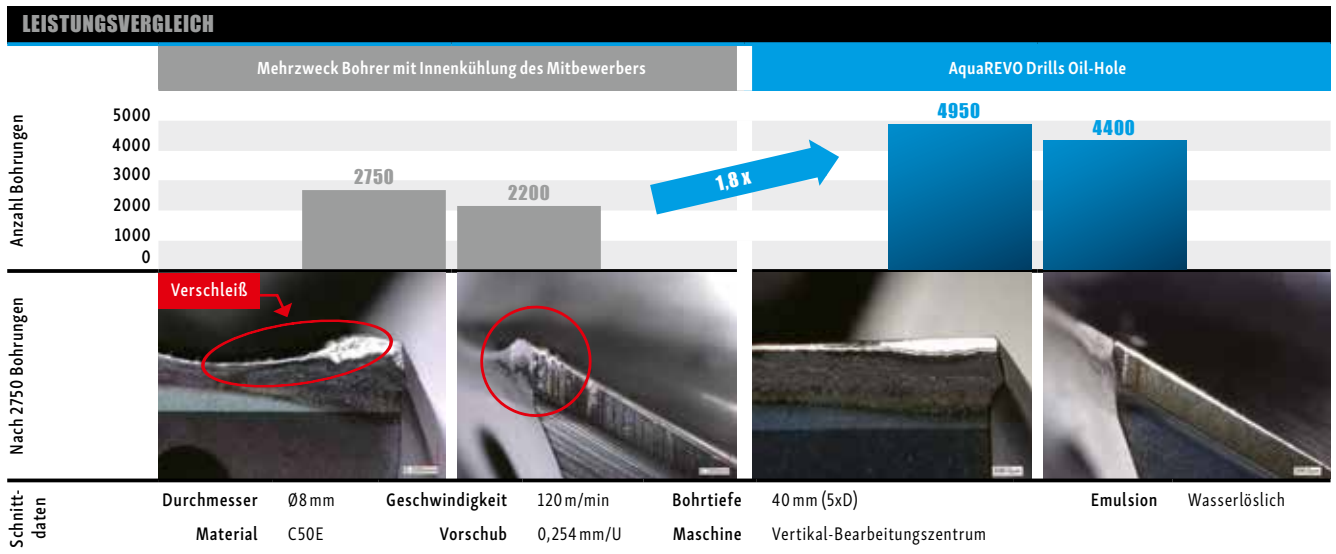 LEISTUNGSVERGLEICH
Mehrzweck Bohrer mit Innenkühlung des Mitbewerbers
AquaREVO Drills Oil-Hole
Anzahl Bohrungen
5000
4000
3000
2000
1000
0
2750
2200
1,8 x
4950
4400
Nach 2750 Bohrungen
Verschleiß
Schnitt-
daten
Durchmesser Ø8 mm Geschwindigkeit 120 m/min Bohrtiefe 40 mm (5xD) Emulsion Wasserlöslich
Material C50E Vorschub 0,254 mm/U Maschine Vertikal-Bearbeitungszentrum